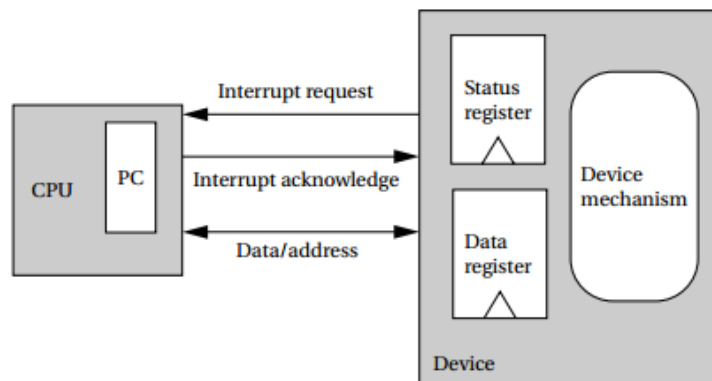 Interrupt request
Interrupt acknowledge
Data/address
CPU
PC
Status
register
Data
register
Device
mechanism
Device